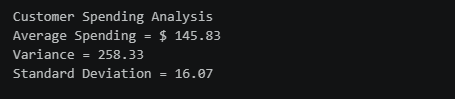 Customer Spending Analysis
Average Spending = $ 145.83
Variance = 258.33
Standard Deviation = 16.07